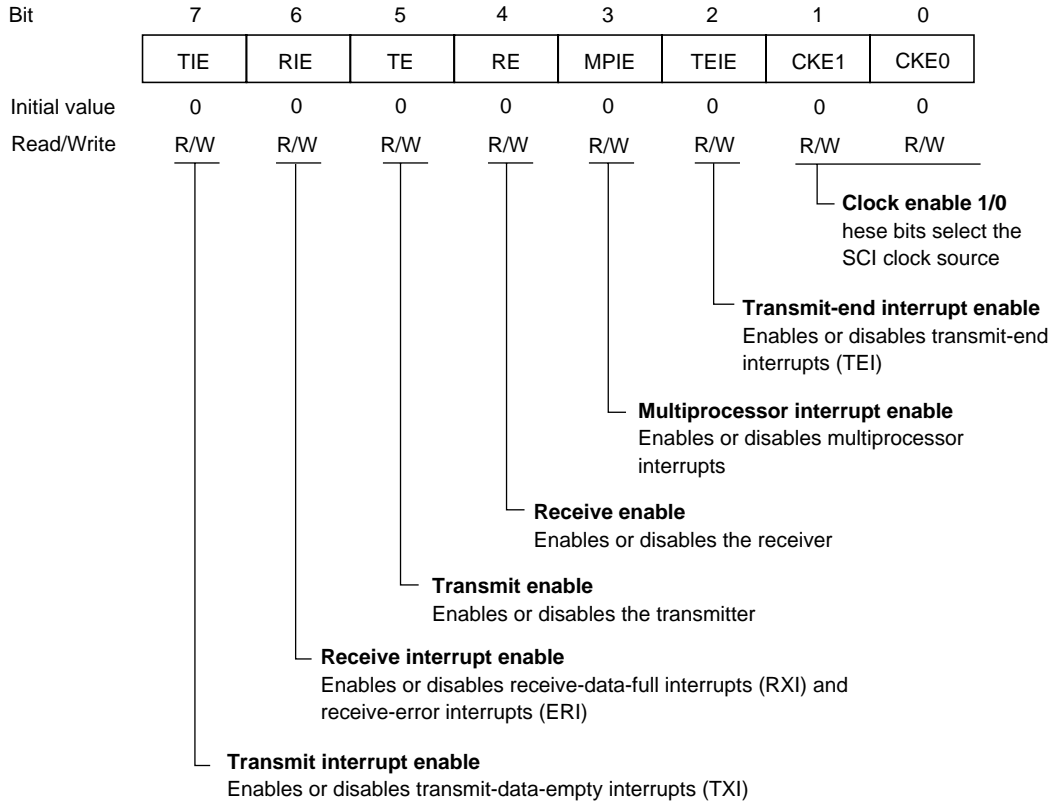 Bit 7 6 5 4 3 2 1 0
TIE RIE TE RE MPIE TEIE CKE1 CKE0
Initial value 0 0 0 0 0 0 0 0
Read/Write R/W R/W R/W R/W R/W R/W R/W R/W
Clock enable 1/0
hese bits select the
SCI clock source
Transmit-end interrupt enable
Enables or disables transmit-end
interrupts (TEI)
Multiprocessor interrupt enable
Enables or disables multiprocessor
interrupts
Receive enable
Enables or disables the receiver
Transmit enable
Enables or disables the transmitter
Receive interrupt enable
Enables or disables receive-data-full interrupts (RXI) and
receive-error interrupts (ERI)
Transmit interrupt enable
Enables or disables transmit-data-empty interrupts (TXI)